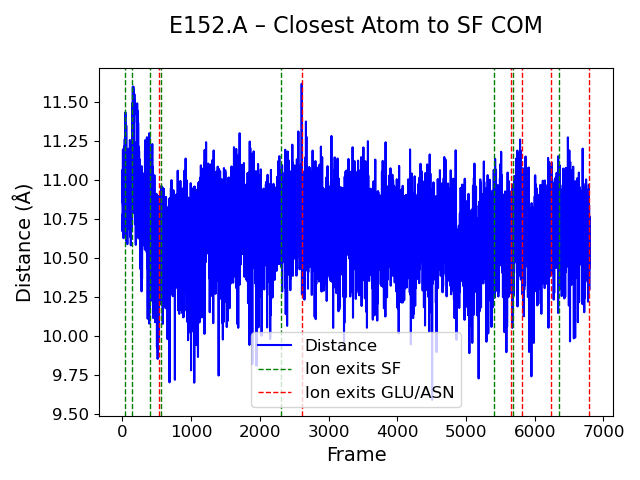 E152.A – Closest Atom to SF COM
Distance (Å)
11.50
11.25
11.00
10.75
10.50
10.25
10.00
9.75
9.50
Distance
Ion exits SF
Ion exits GLU/ASN
0
1000
2000
3000
4000
5000
6000
7000
Frame